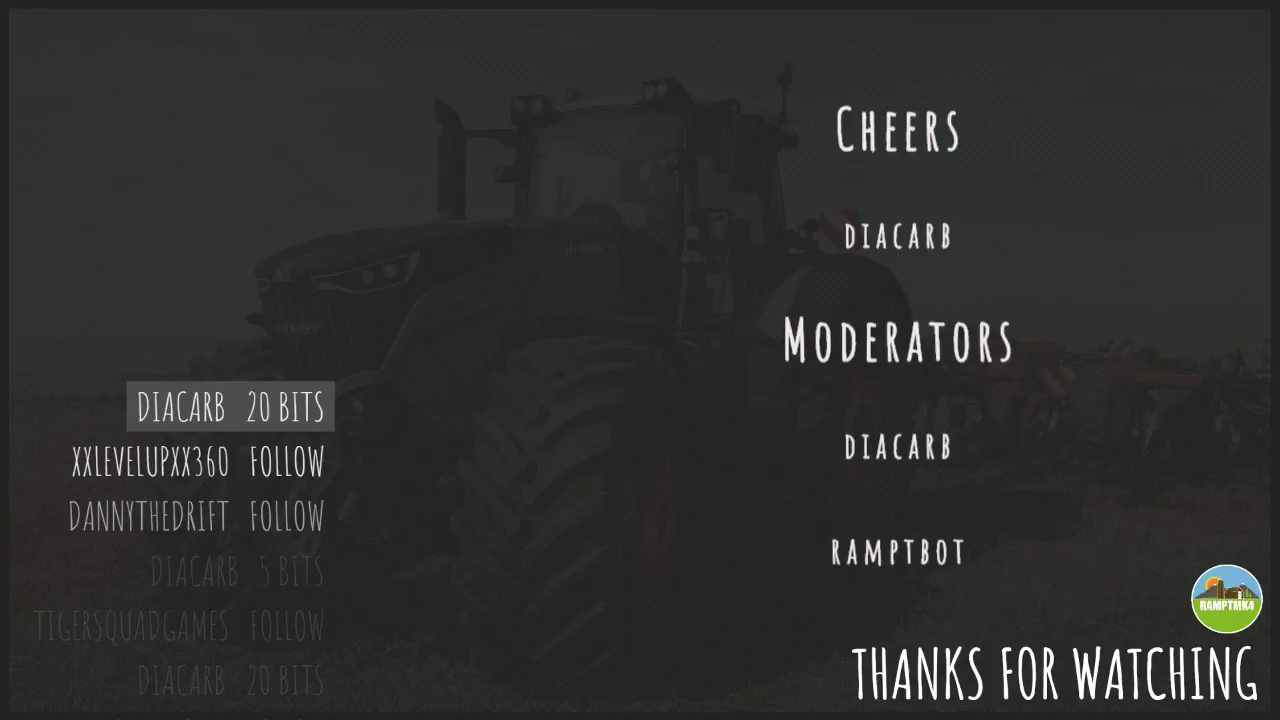 CHEERS
DIACARB
MODERATORS
DIACARB
RAMPTBOT
DIACARB 20 BITS
XXLEVELUPXX360 FOLLOW
DANNYTHEDRIFT FOLLOW
DIACARB 5 BITS
TIGERSQUADGAMES FOLLOW
DIACARB 20 BITS
RAMPTMK4
THANKS FOR WATCHING